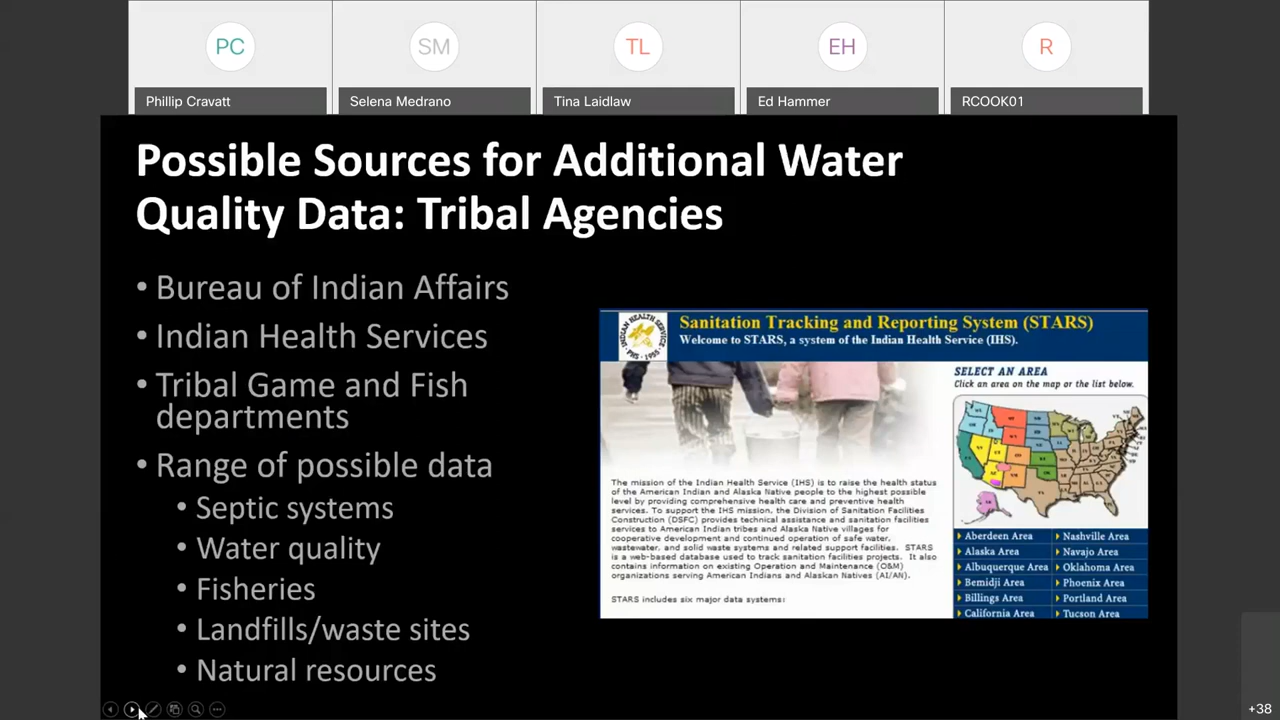 PC
SM
TL
EH
R
Phillip Cravatt
Selena Medrano
Tina Laidlaw
Ed Hammer
RCOOK01
Possible Sources for Additional Water
Quality Data: Tribal Agencies
• Bureau of Indian Affairs
• Indian Health Services
• Tribal Game and Fish
departments
• Range of possible data
• Septic systems
• Water quality
• Fisheries
• Landfills/waste sites
• Natural resources
Sanitation Tracking and Reporting System (STARS)
Welcome to STARS, a system of the Indian Health Service (IHS).
SELECT AN AREA
Click an area on the map or the list below.
The mission of the Indian Health Service (IHS) is to raise the health status
of the American Indian and Alaska Native people to the highest possible
level by providing comprehensive health care and preventive health
services. To support the IHS mission, the Division of Sanitation Facilities
Construction (DSFC) provides technical assistance and sanitation facilities
services to American Indian tribes and Alaska Native villages for
cooperative development and continued operation of safe water,
wastewater, and solid waste systems and related support facilities. STARS
is a web-based database used to track sanitation facilities projects. It also
contains information on existing Operation and Maintenance (O&M)
organizations serving American Indians and Alaskan Natives (AI/AN).
STARS includes six major data systems:
Aberdeen Area
Alaska Area
Albuquerque Area
Bemidji Area
Billings Area
California Area
Nashville Area
Navajo Area
Oklahoma Area
Phoenix Area
Portland Area
Tucson Area
+38